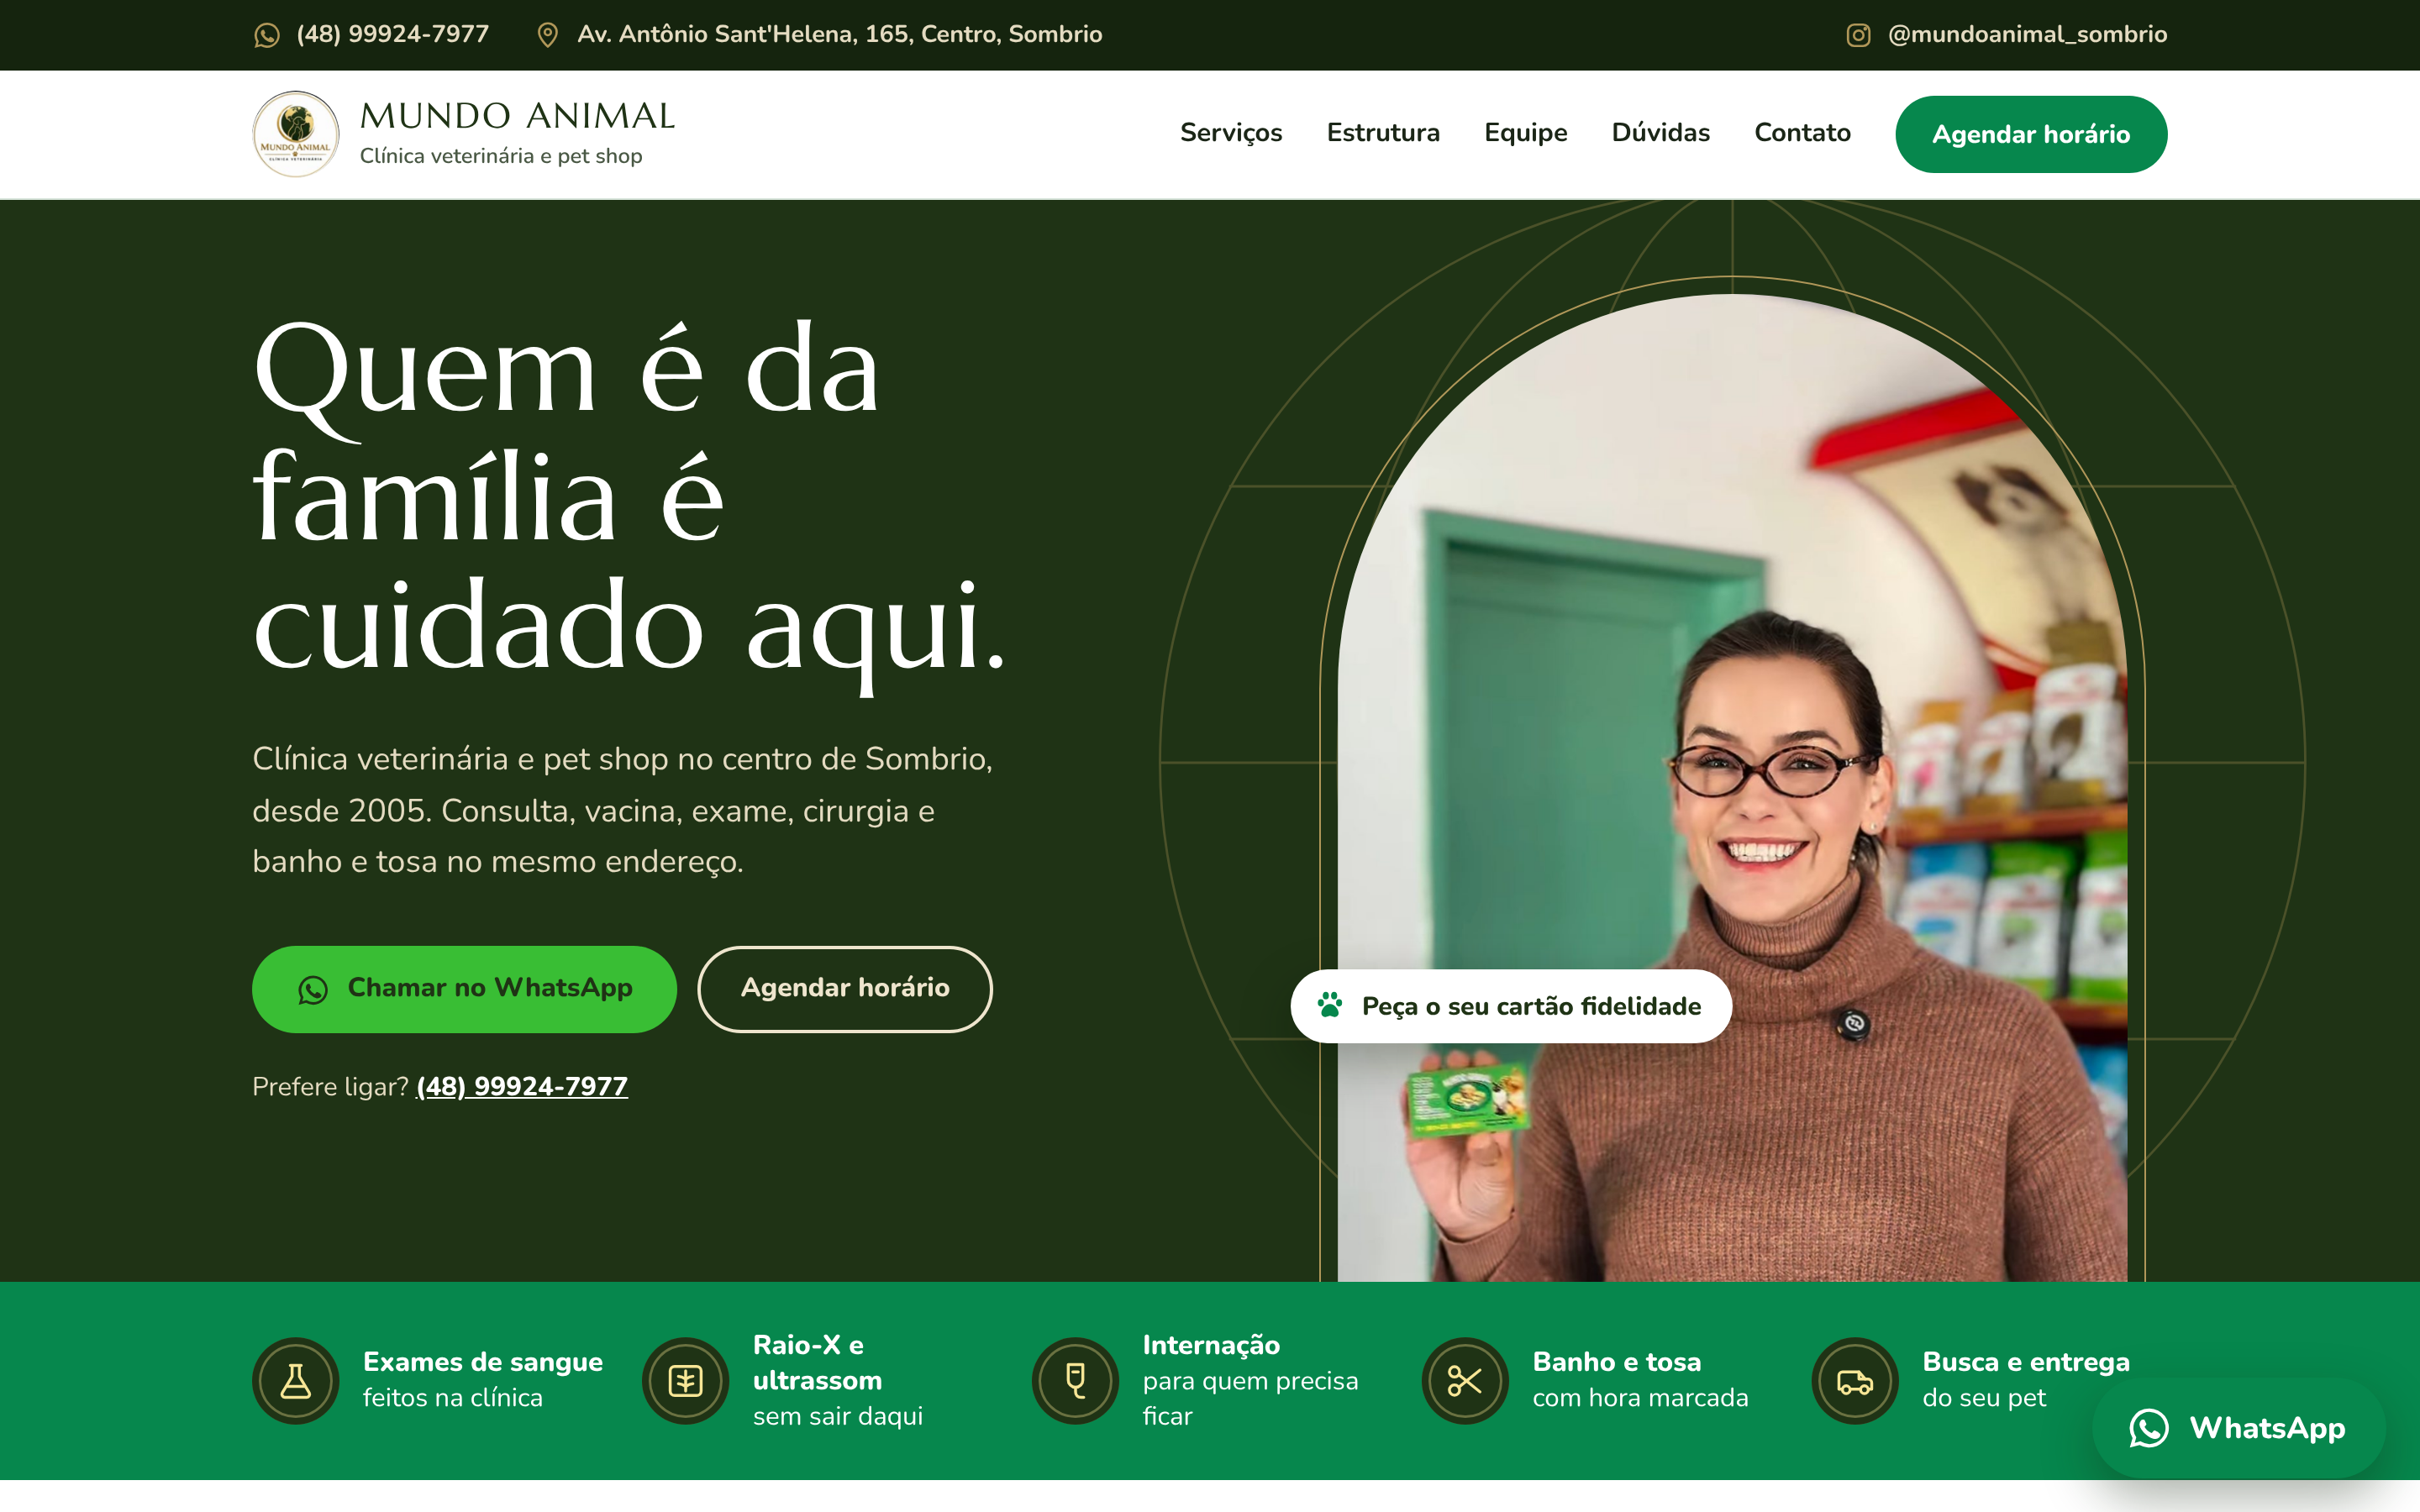 (48) 99924-7977
Av. Antônio Sant'Helena, 165, Centro, Sombrio
@mundoanimal_sombrio
MUNDO ANIMAL
CLÍNICA VETERINÁRIA
MUNDO ANIMAL
Clínica veterinária e pet shop
Serviços
Estrutura
Equipe
Dúvidas
Contato
Agendar horário
Quem é da
família é
cuidado aqui.
Clínica veterinária e pet shop no centro de Sombrio,
desde 2005. Consulta, vacina, exame, cirurgia e
banho e tosa no mesmo endereço.
Chamar no WhatsApp
Agendar horário
Prefere ligar? (48) 99924-7977
Peça o seu cartão fidelidade
Exames de sangue
feitos na clínica
Raio-X e
ultrassom
sem sair daqui
Internação
para quem precisa
ficar
Banho e tosa
com hora marcada
Busca e entrega
do seu pet
WhatsApp